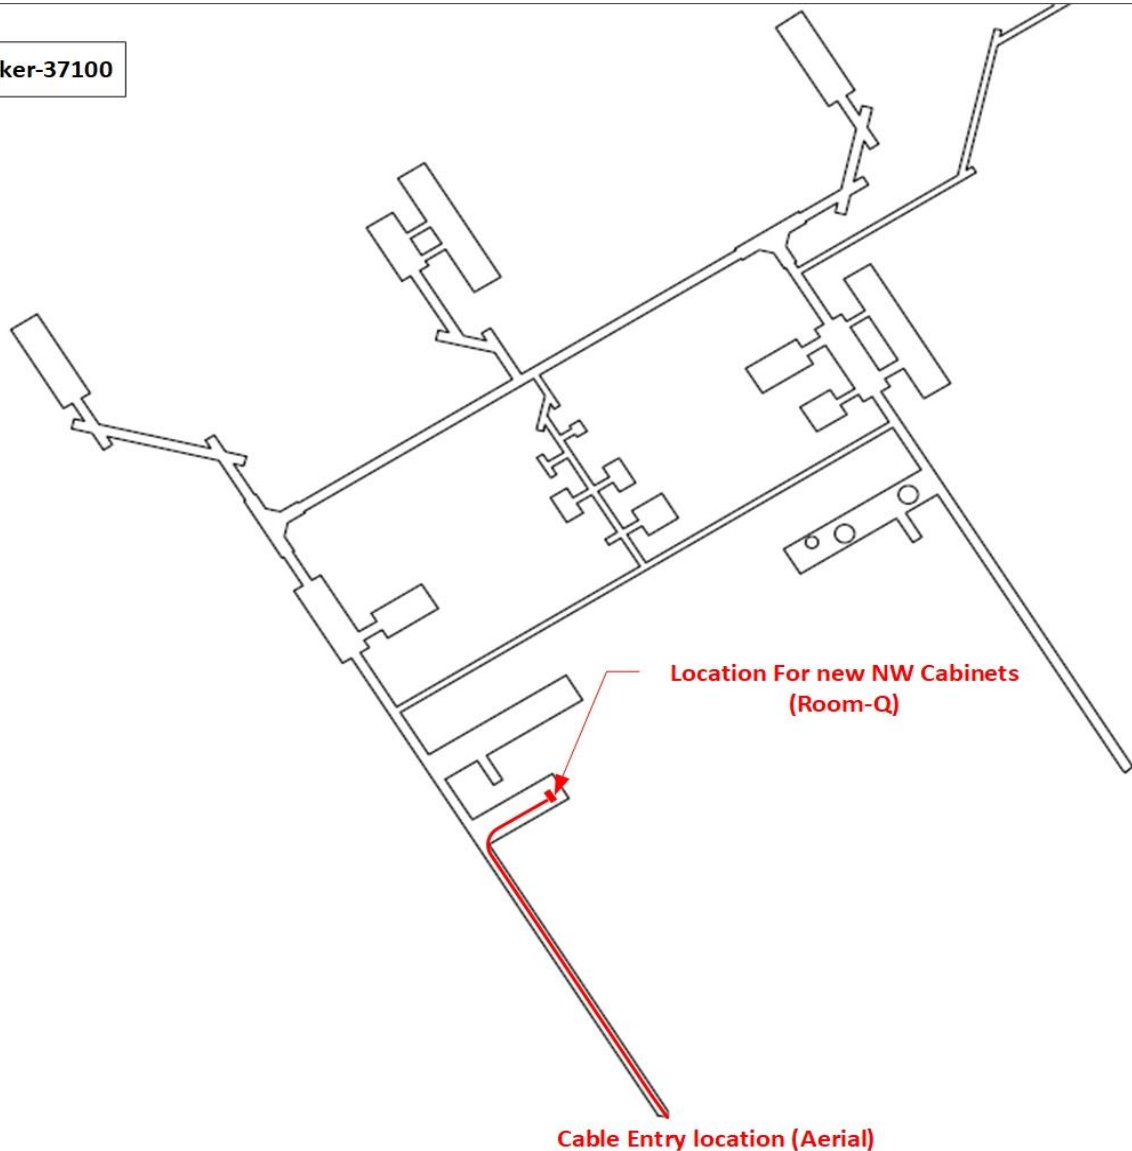 ker-37100
Location For new NW Cabinets
(Room-Q)
Cable Entry location (Aerial)